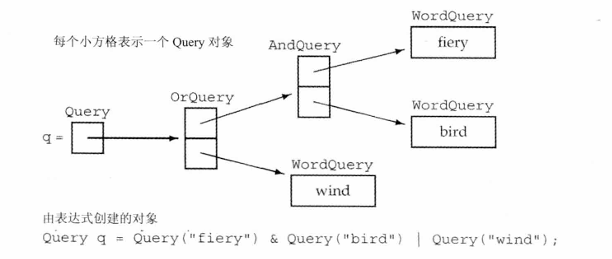 每个小方格表示一个 Query 对象
WordQuery
fiery
AndQuery
WordQuery
bird
OrQuery
Query
q =
WordQuery
wind
由表达式创建的对象
Query q = Query("fiery") & Query("bird") | Query("wind");